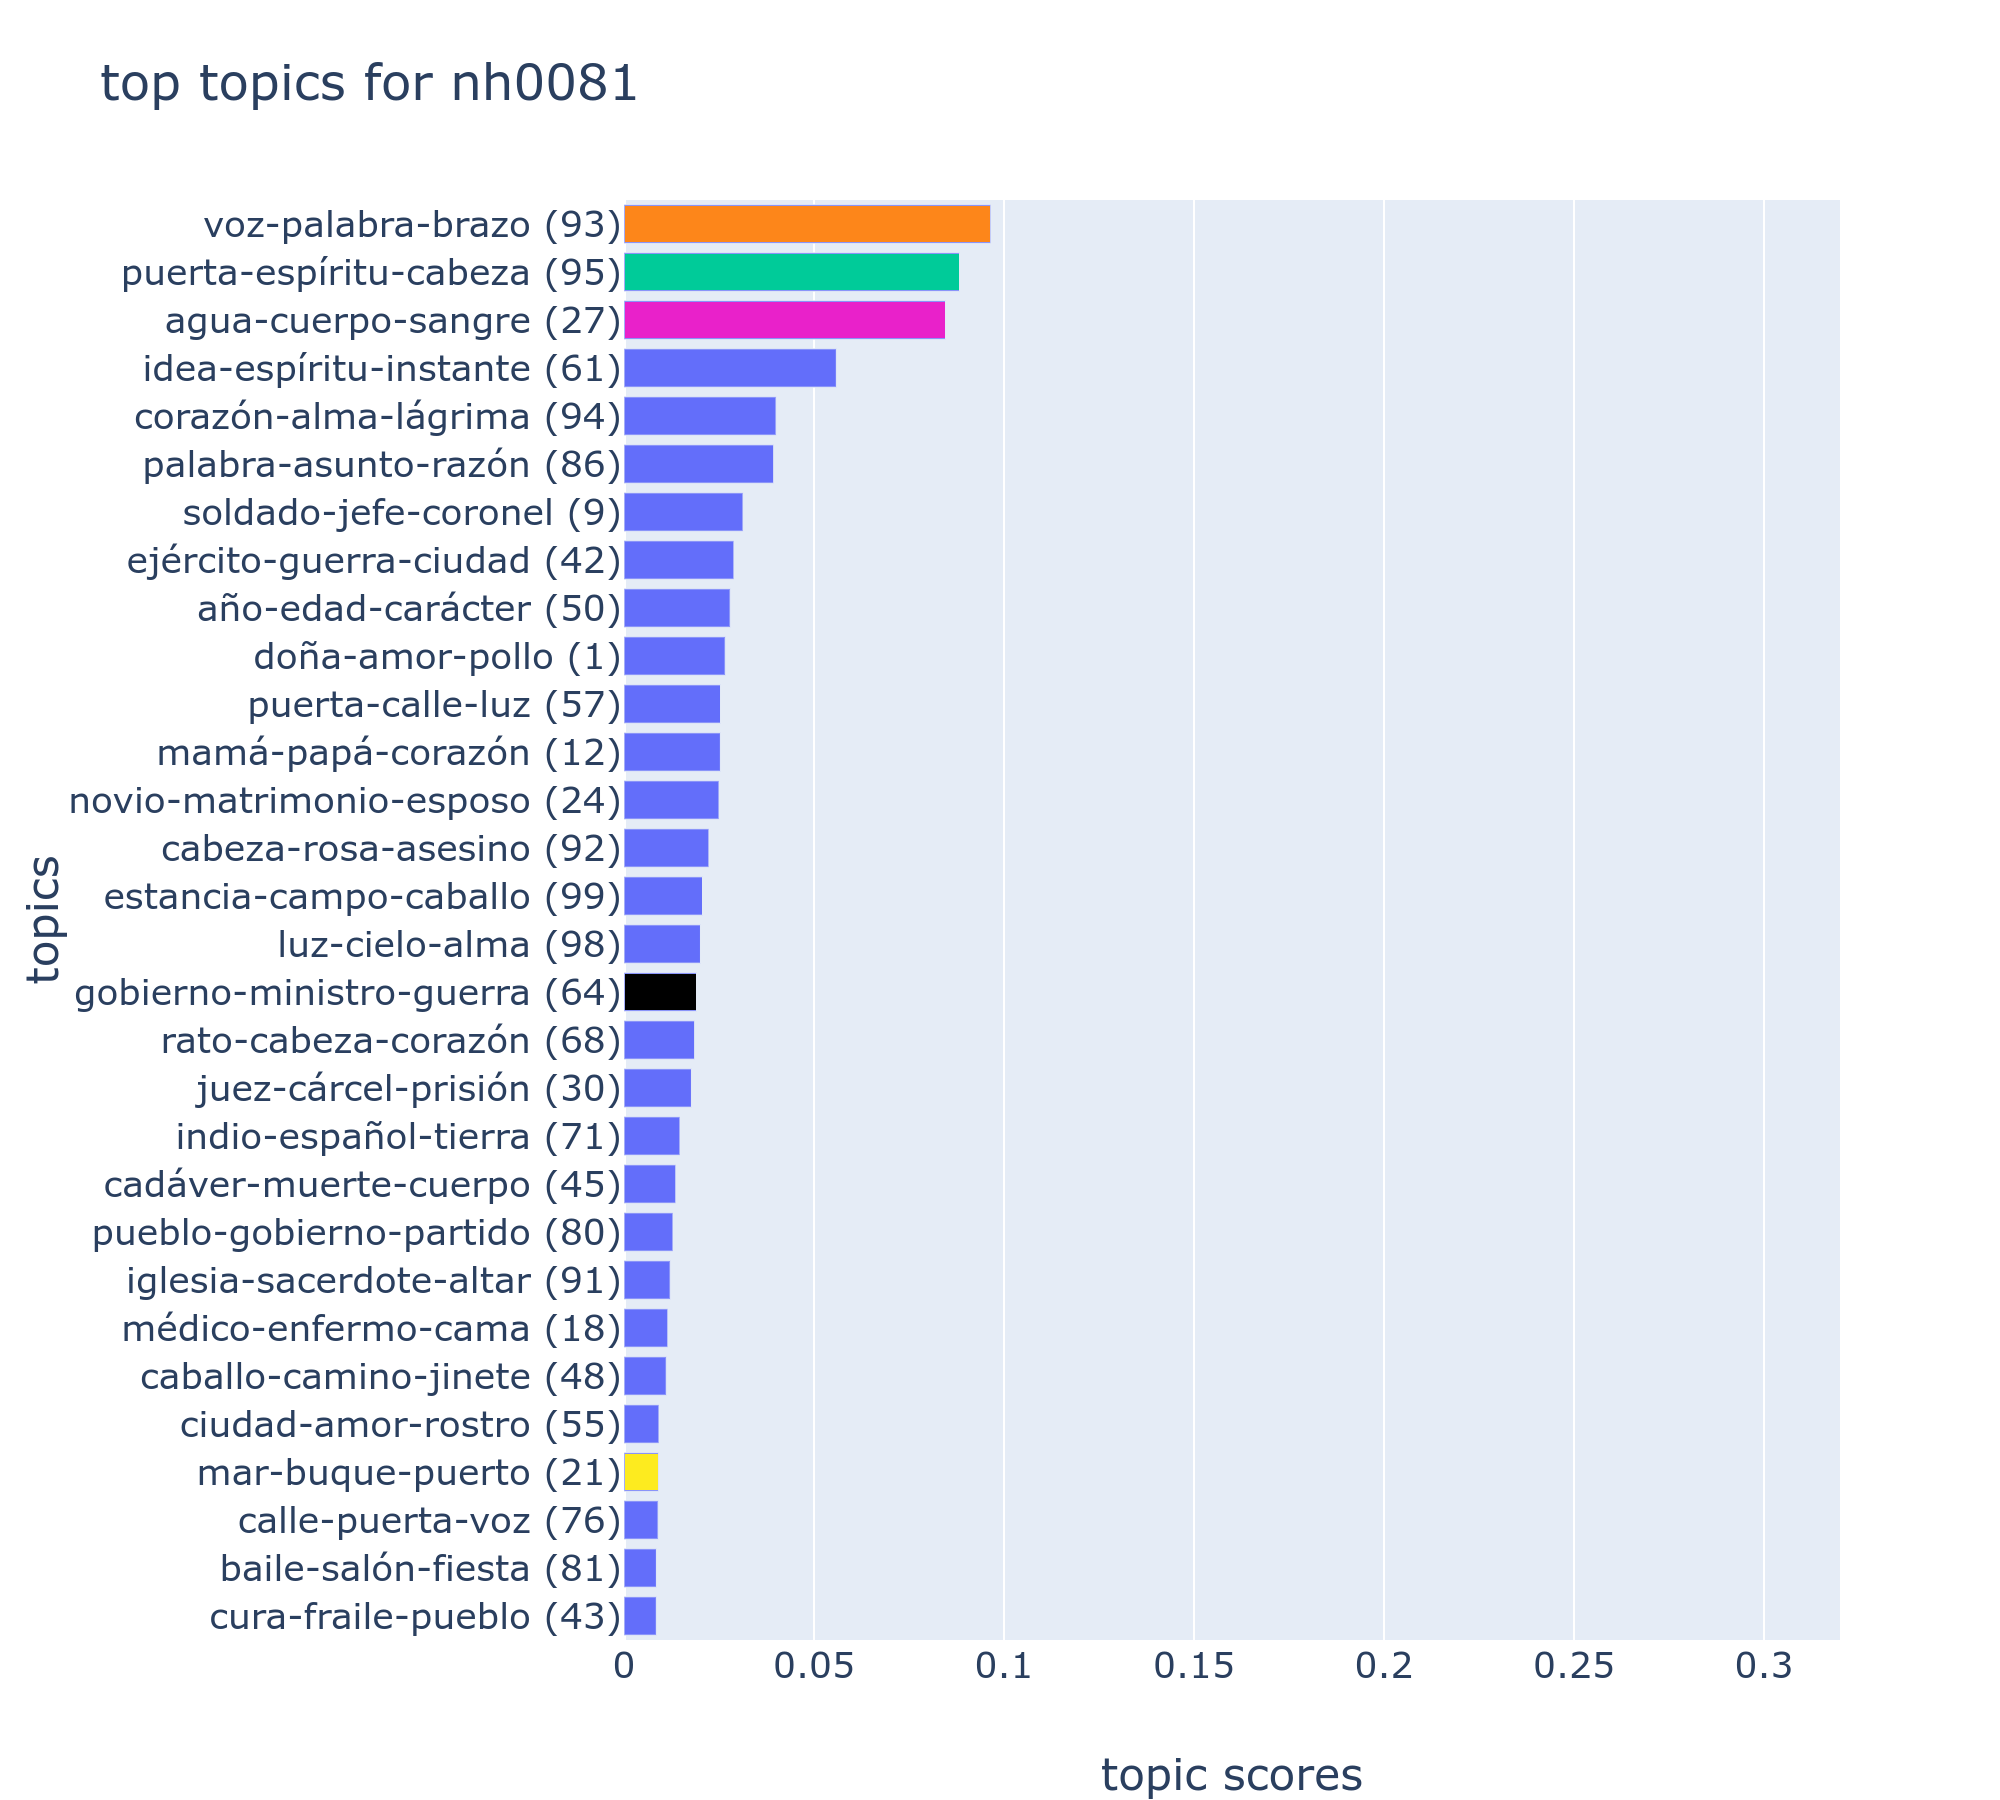 top topics for nh0081
voz-palabra-brazo (93)
puerta-espíritu-cabeza (95)
agua-cuerpo-sangre (27)
idea-espíritu-instante (61)
corazón-alma-lágrima (94)
palabra-asunto-razón (86)
soldado-jefe-coronel (9)
ejército-guerra-ciudad (42)
año-edad-carácter (50)
doña-amor-pollo (1)
puerta-calle-luz (57)
mamá-papá-corazón (12)
novio-matrimonio-esposo (24)
cabeza-rosa-asesino (92)
estancia-campo-caballo (99)
luz-cielo-alma (98)
gobierno-ministro-guerra (64)
rato-cabeza-corazón (68)
juez-cárcel-prisión (30)
indio-español-tierra (71)
cadáver-muerte-cuerpo (45)
pueblo-gobierno-partido (80)
iglesia-sacerdote-altar (91)
médico-enfermo-cama (18)
caballo-camino-jinete (48)
ciudad-amor-rostro (55)
mar-buque-puerto (21)
calle-puerta-voz (76)
baile-salón-fiesta (81)
cura-fraile-pueblo (43)
topics
0 0.05 0.1 0.15 0.2 0.25 0.3
topic scores